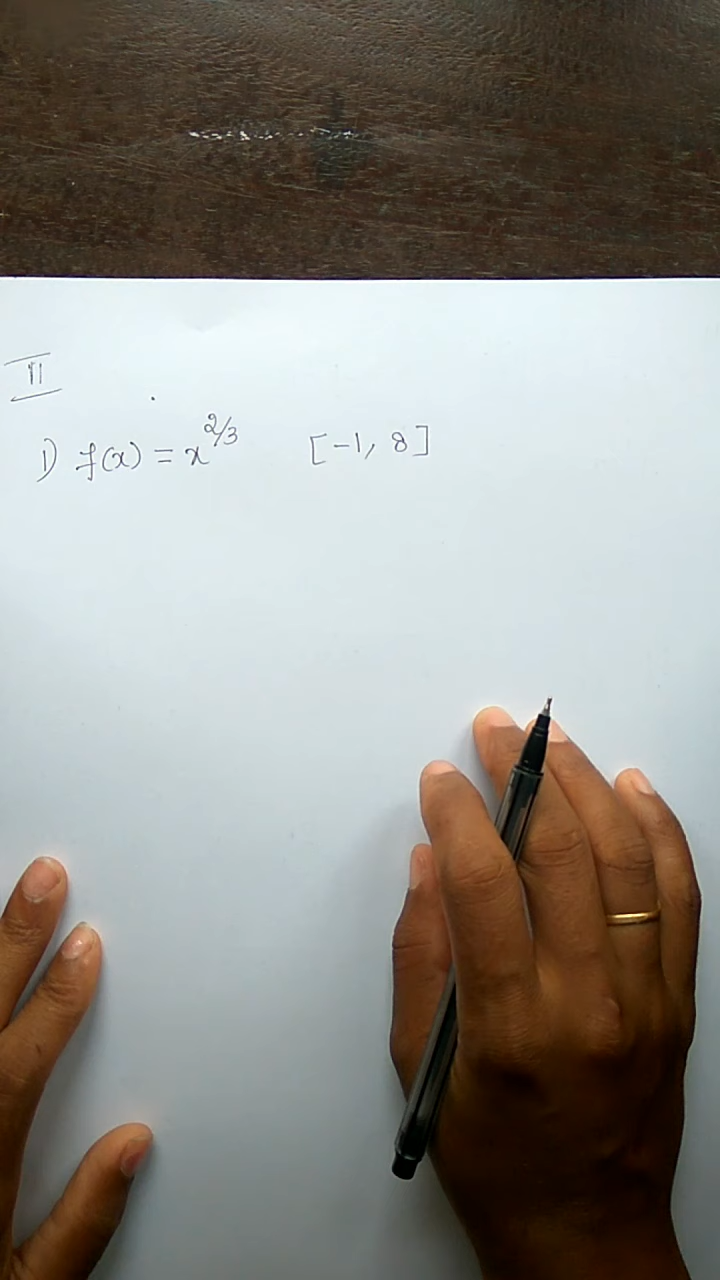 II
1) f(x) = x^{2/3} [-1, 8]